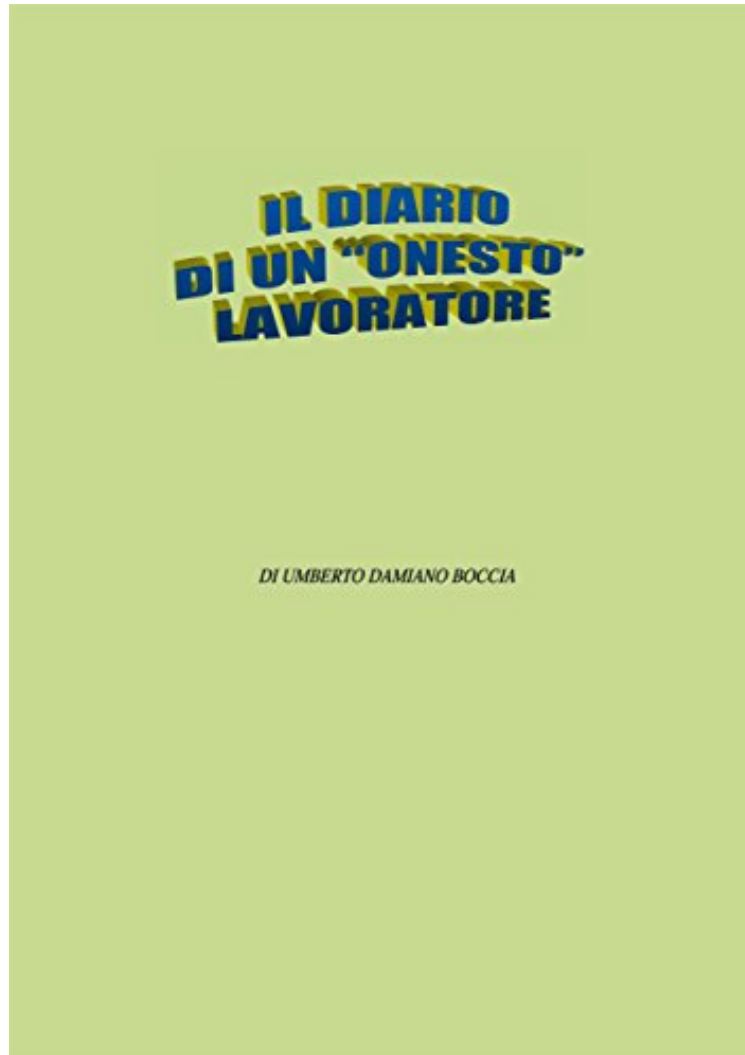 IL DIARIO
DI UN “ONESTO”
LAVORATORE
DI UMBERTO DAMIANO BOCCIA